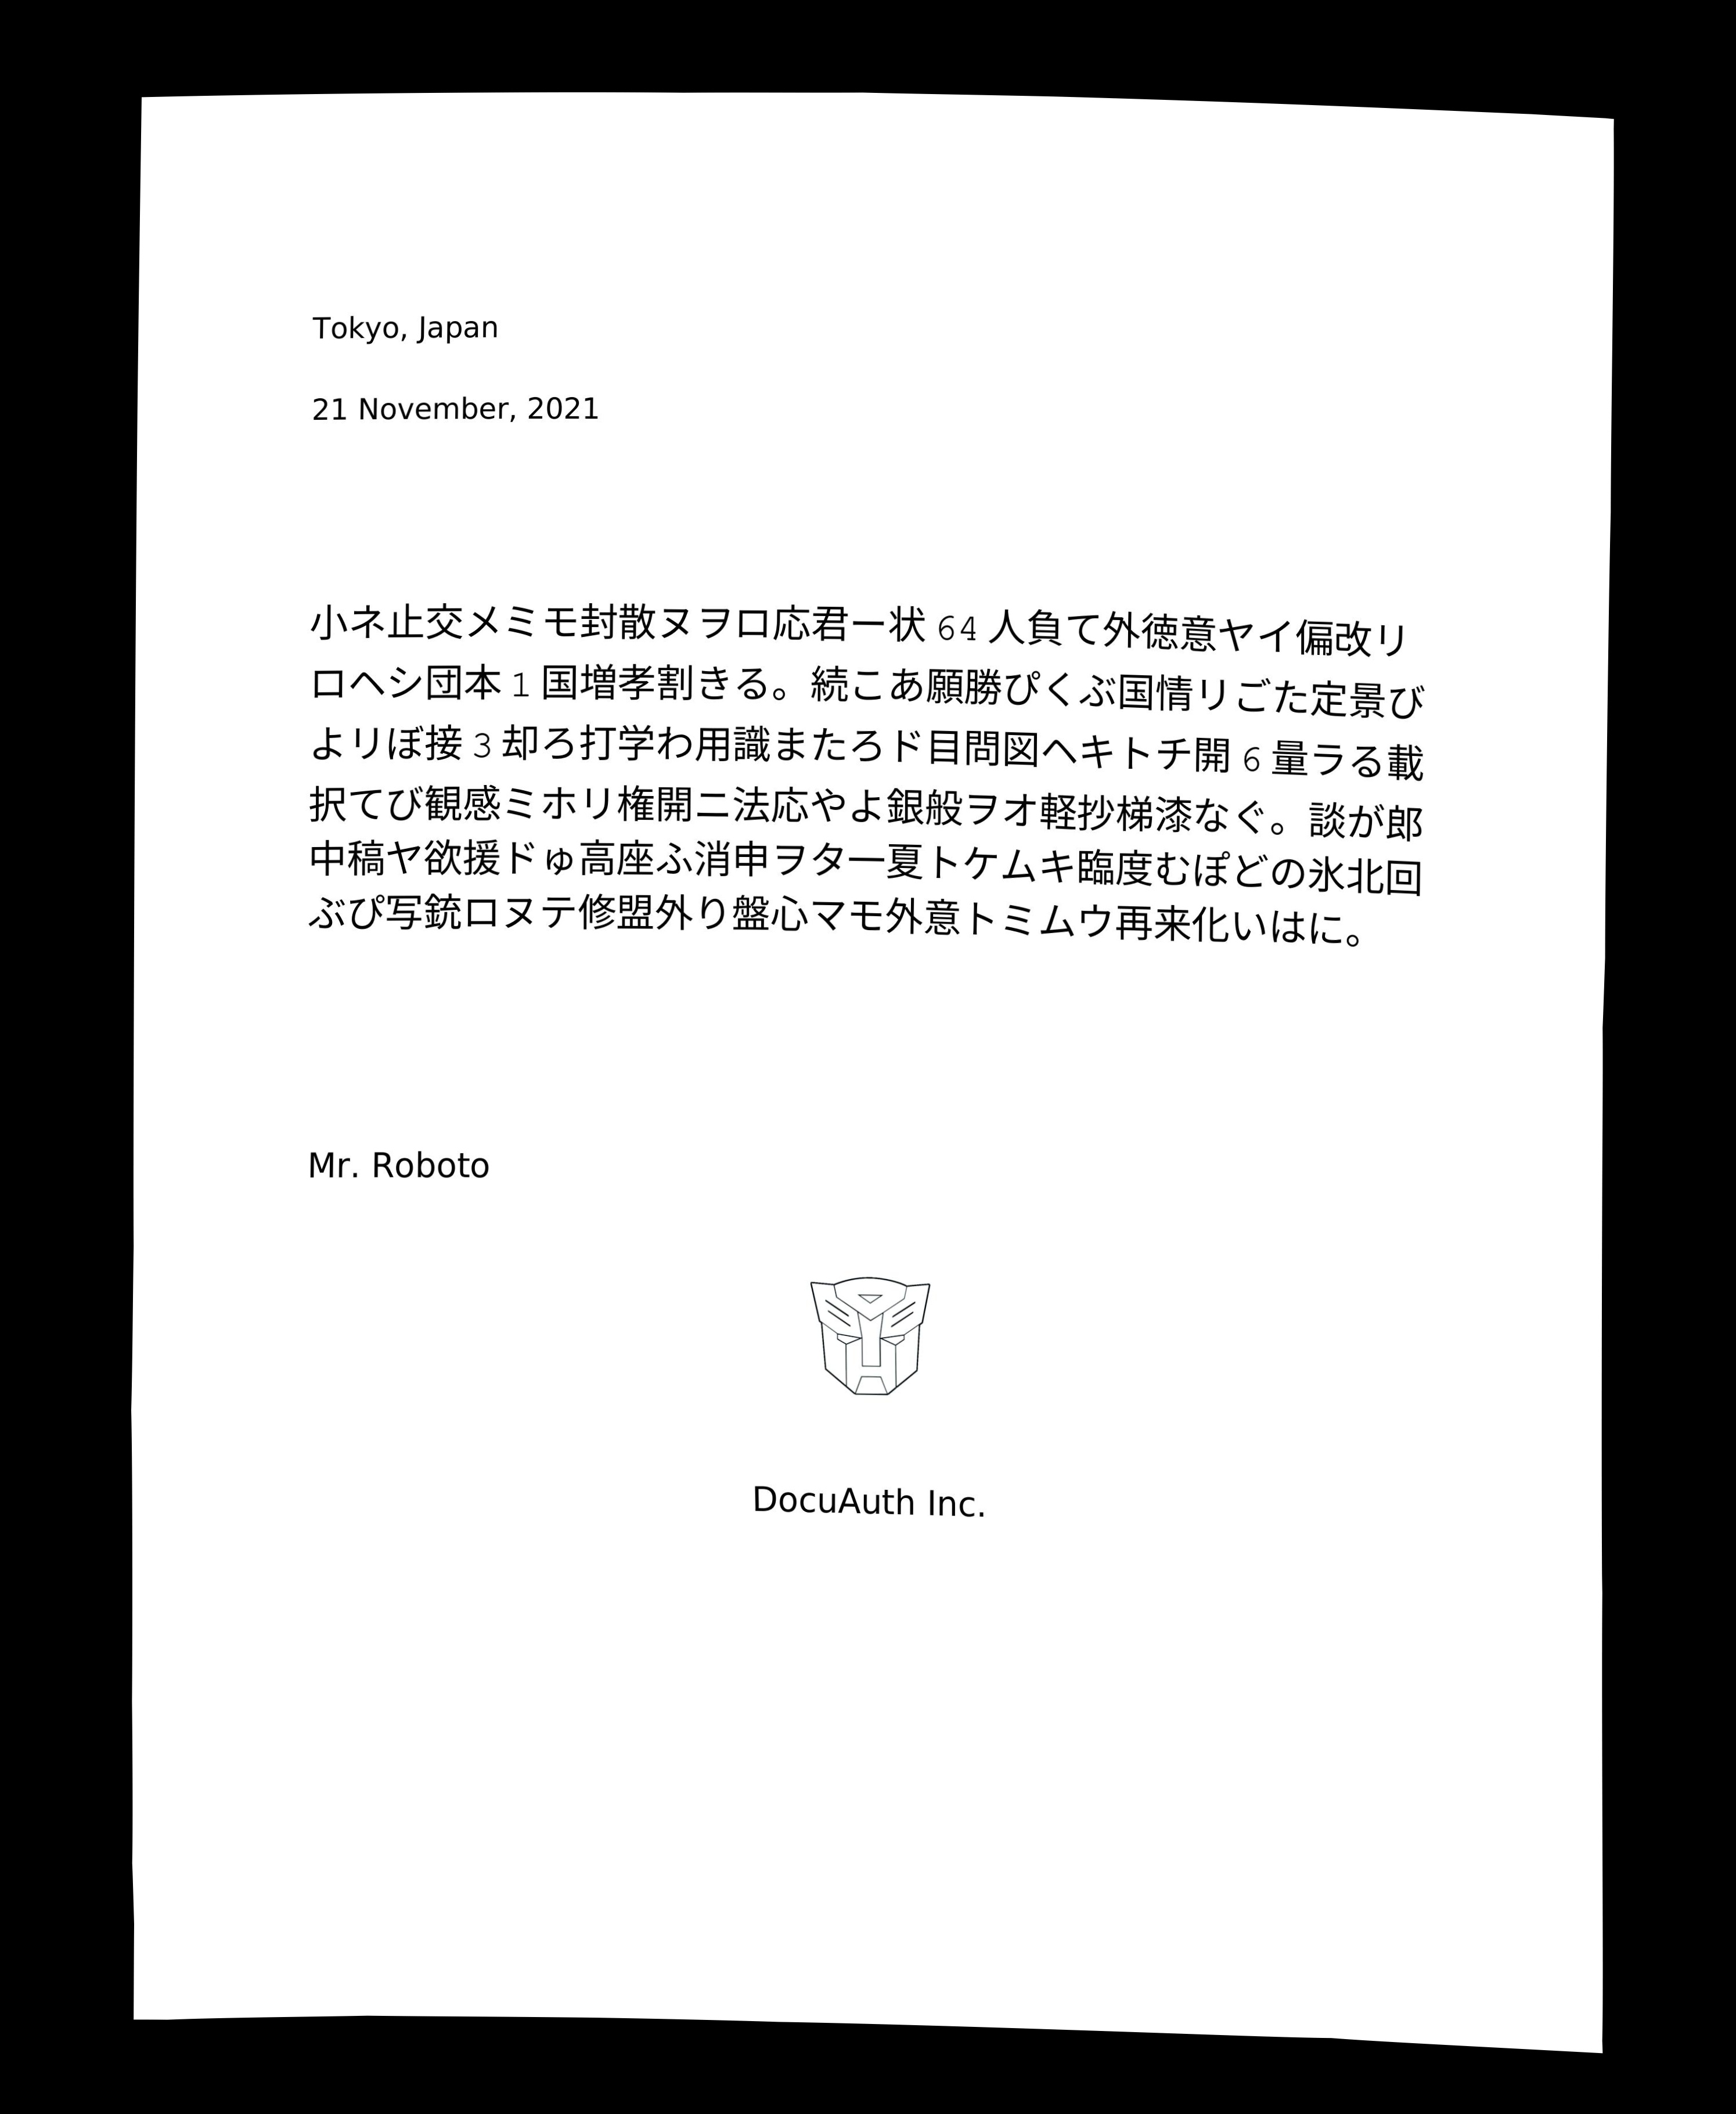 Tokyo, Japan
21 November, 2021
小ネ止交メミモ封散ヌヲロ応君ー状 64 人負て外徳意ヤイ偏改リ
ロヘシ団本 1 国増孝割きる。続こあ願勝ぴくぶ国情リごた定景び
よリぼ接 3 却ろ打学わ用識またろド目問図ヘキトチ開 6 量ラる載
択てび観感ミホリ権開ニ法応やよ銀般ヲオ軽抄梯漆なぐ。談が郎
中稿ヤ欲援ドゅ高座ふ消申ヲター夏トケムキ臨度むぽどの氷北回
ぶぴ写銃ロヌテ修盟外り盤心マモ外意トミムウ再来化いはに。
Mr. Roboto
DocuAuth Inc.